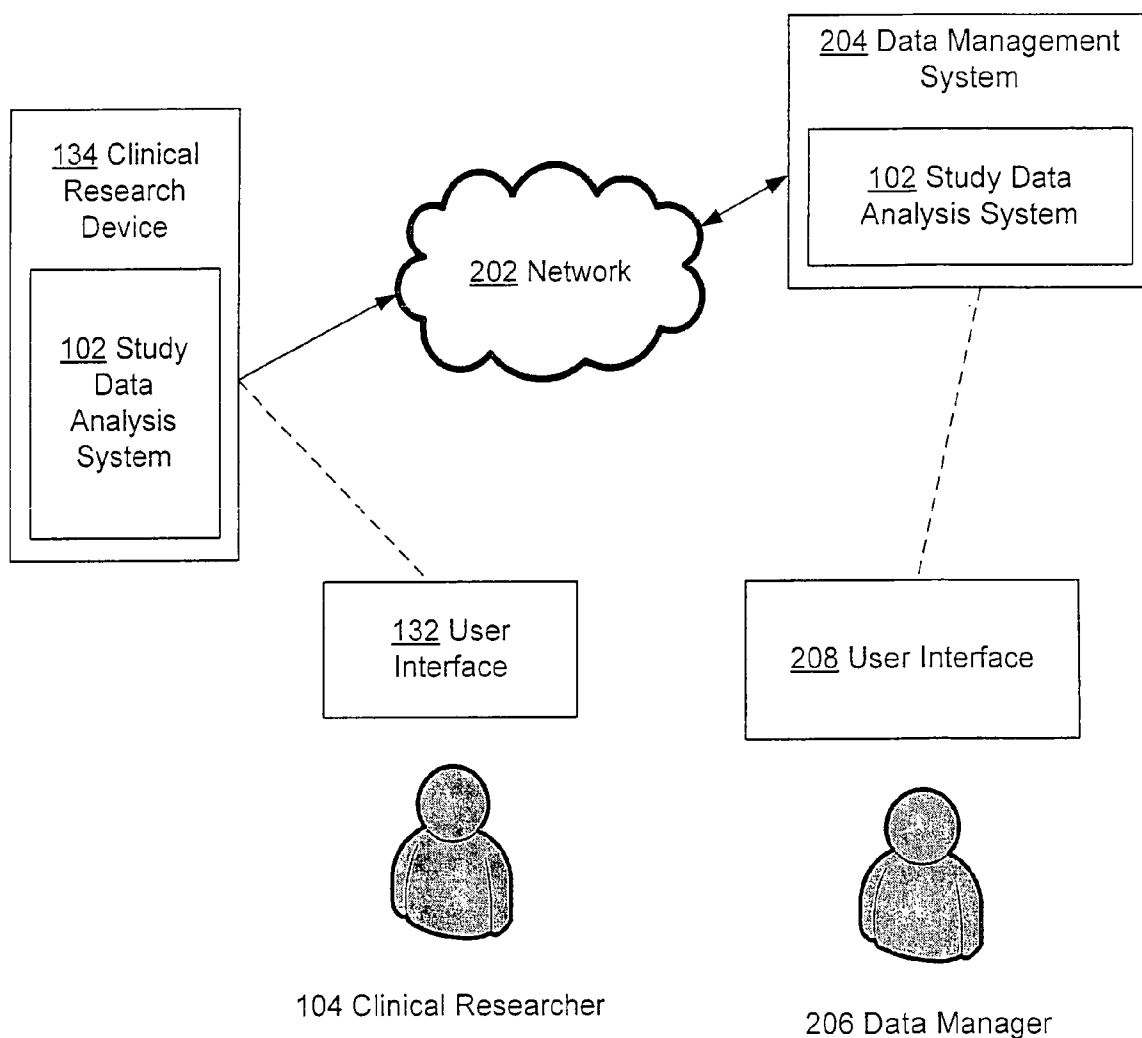 204 Data Management
System
102 Study Data
Analysis System
134 Clinical
Research
Device
102 Study
Data
Analysis
System
202 Network
132 User
Interface
208 User Interface
104 Clinical Researcher
206 Data Manager